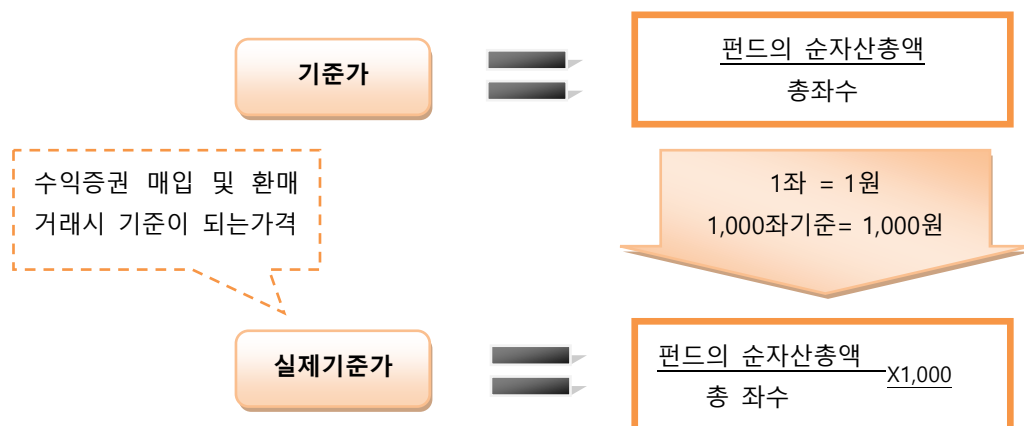 기준가
펀드의 순자산총액
총좌수
수익증권 매입 및 환매
거래시 기준이 되는가격
1좌 = 1원
1,000좌기준= 1,000원
실제기준가
펀드의 순자산총액
X1,000
총 좌수